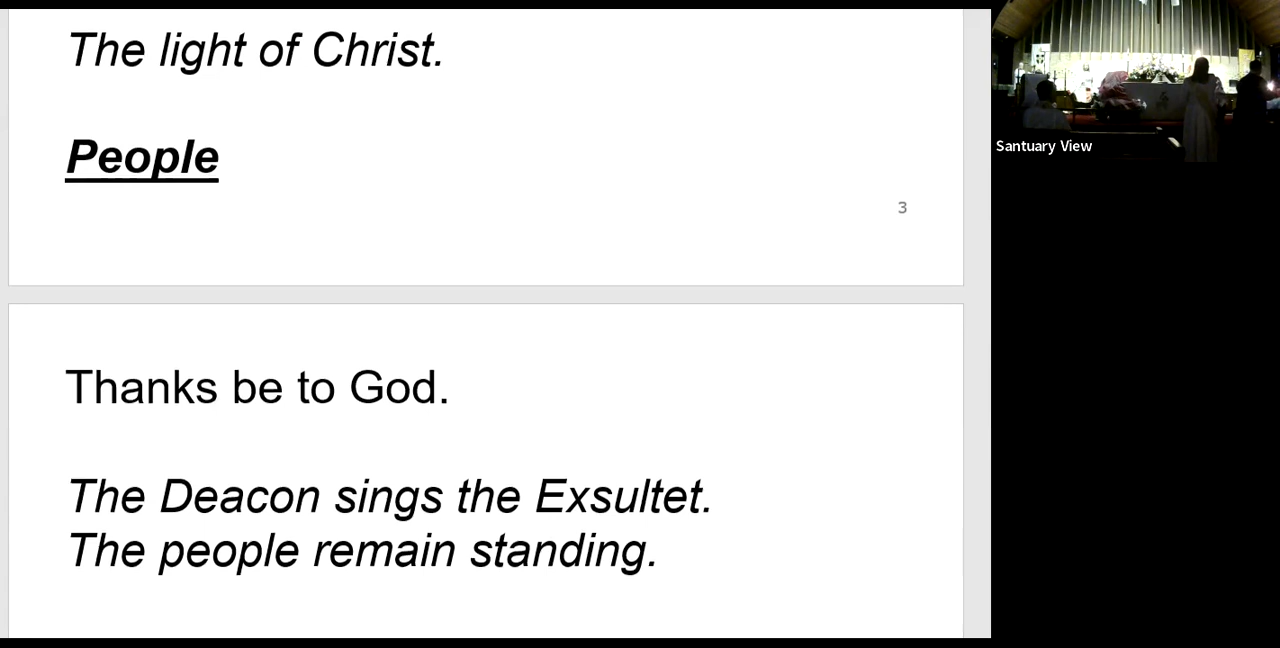 The light of Christ.
People
3
Thanks be to God.
The Deacon sings the Exsultet.
The people remain standing.
Santuary View